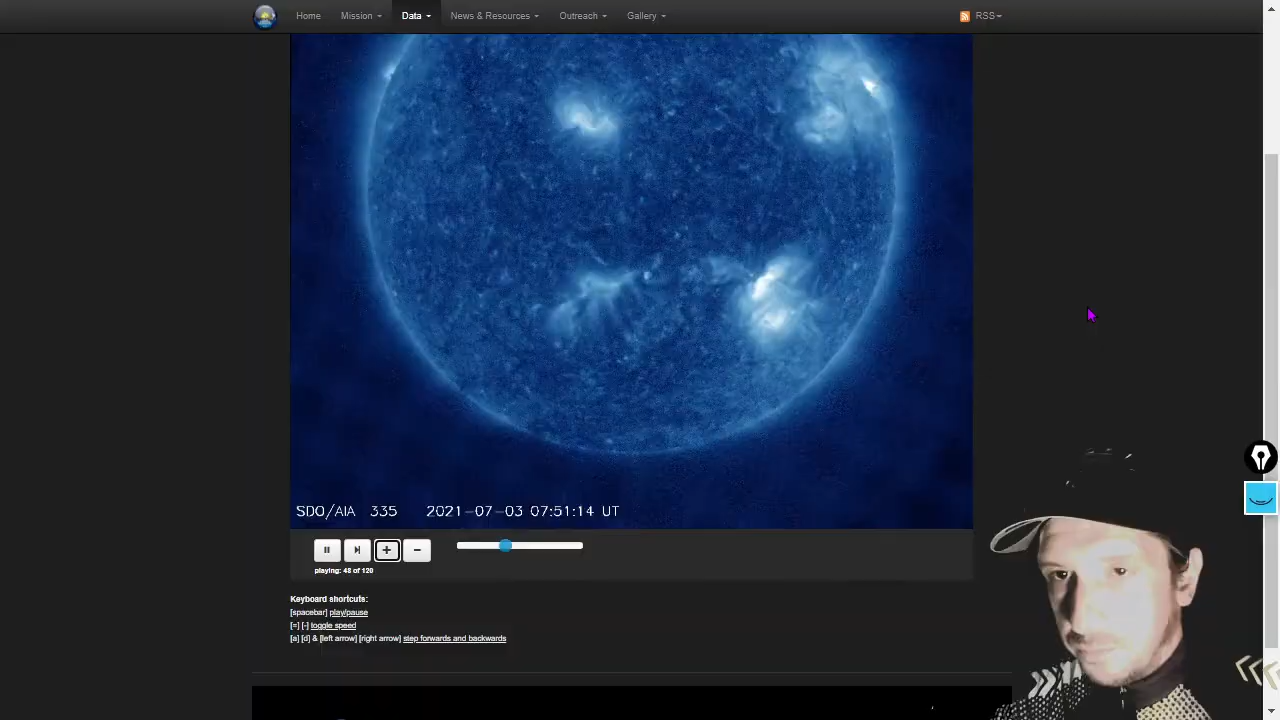 Home Mission Data News & Resources Outreach Gallery RSS
SDO/AIA 335 2021-07-03 07:51:14 UT
playing: 48 of 120
Keyboard shortcuts:
[spacebar] play/pause
[=] [-] toggle speed
[a] [d] & [left arrow] [right arrow] step forwards and backwards